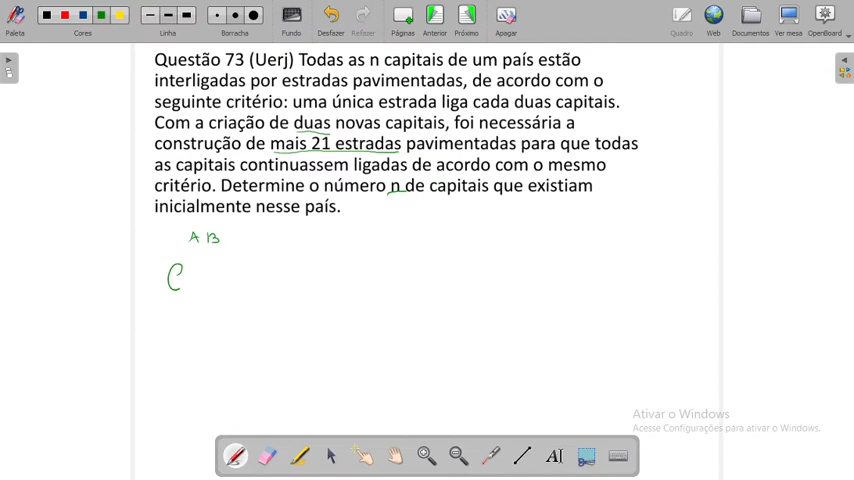 Paleta
Cores
Linha
Borracha
Fundo
Desfazer
Refazer
Páginas
Anterior
Próximo
Apagar
Quadro
Web
Documentos
Ver mesa
OpenBoard
Questão 73 (Uerj) Todas as n capitais de um país estão
interligadas por estradas pavimentadas, de acordo com o
seguinte critério: uma única estrada liga cada duas capitais.
Com a criação de duas novas capitais, foi necessária a
construção de mais 21 estradas pavimentadas para que todas
as capitais continuassem ligadas de acordo com o mesmo
critério. Determine o número n de capitais que existiam
inicialmente nesse país.
A B
C
Ativar o Windows
Acesse Configurações para ativar o Windows.
AI